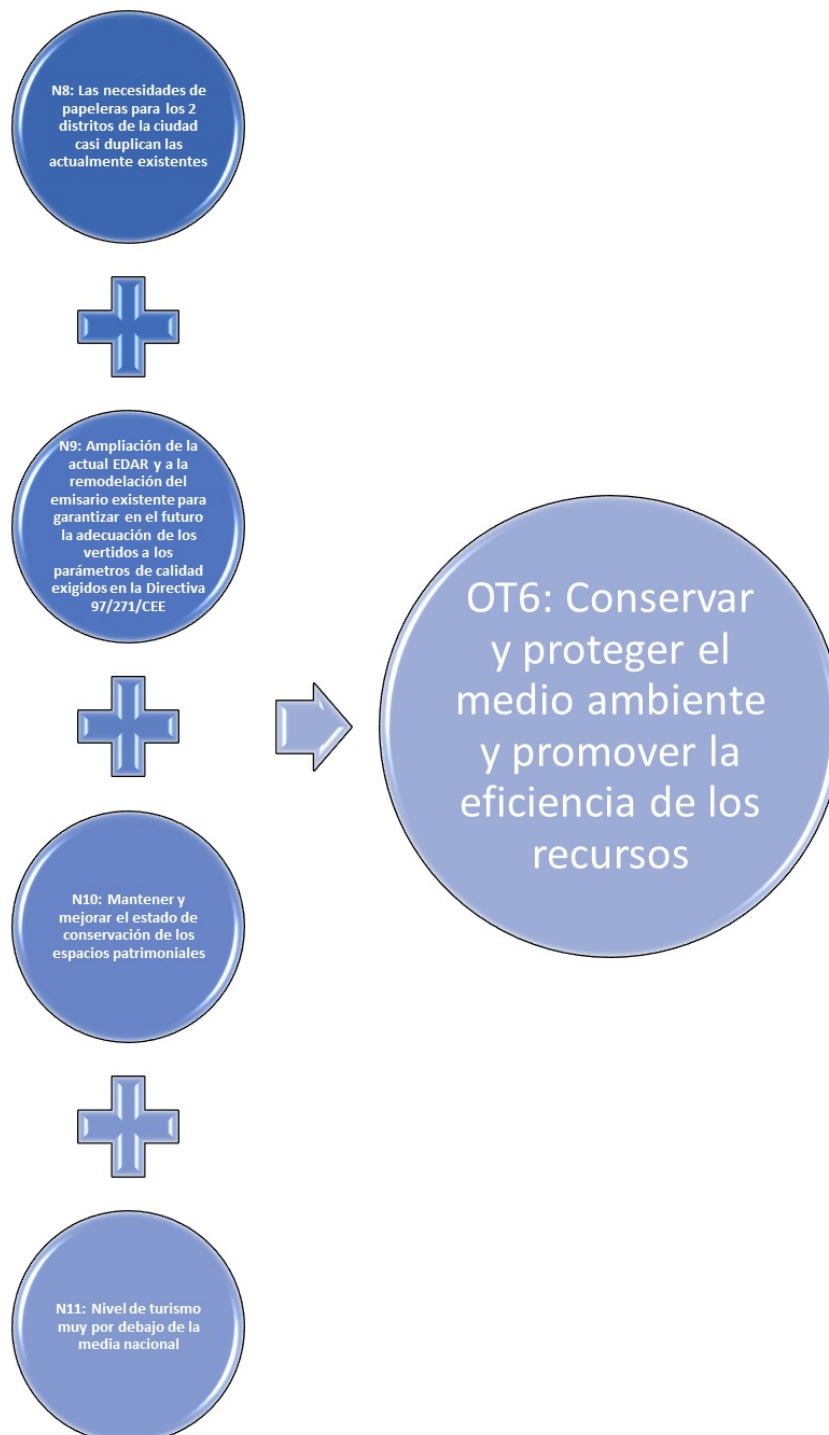 N8: Las necesidades de
papeleras para los 2
distritos de la ciudad
casi duplican las
actualmente existentes
N9: Ampliación de la
actual EDAR y a la
remodelación del
emisario existente para
garantizar en el futuro
la adecuación de los
vertidos a los
parámetros de calidad
exigidos en la Directiva
97/271/CEE
N10: Mantener y
mejorar el estado de
conservación de los
espacios patrimoniales
N11: Nivel de turismo
muy por debajo de la
media nacional
OT6: Conservar
y proteger el
medio ambiente
y promover la
eficiencia de los
recursos